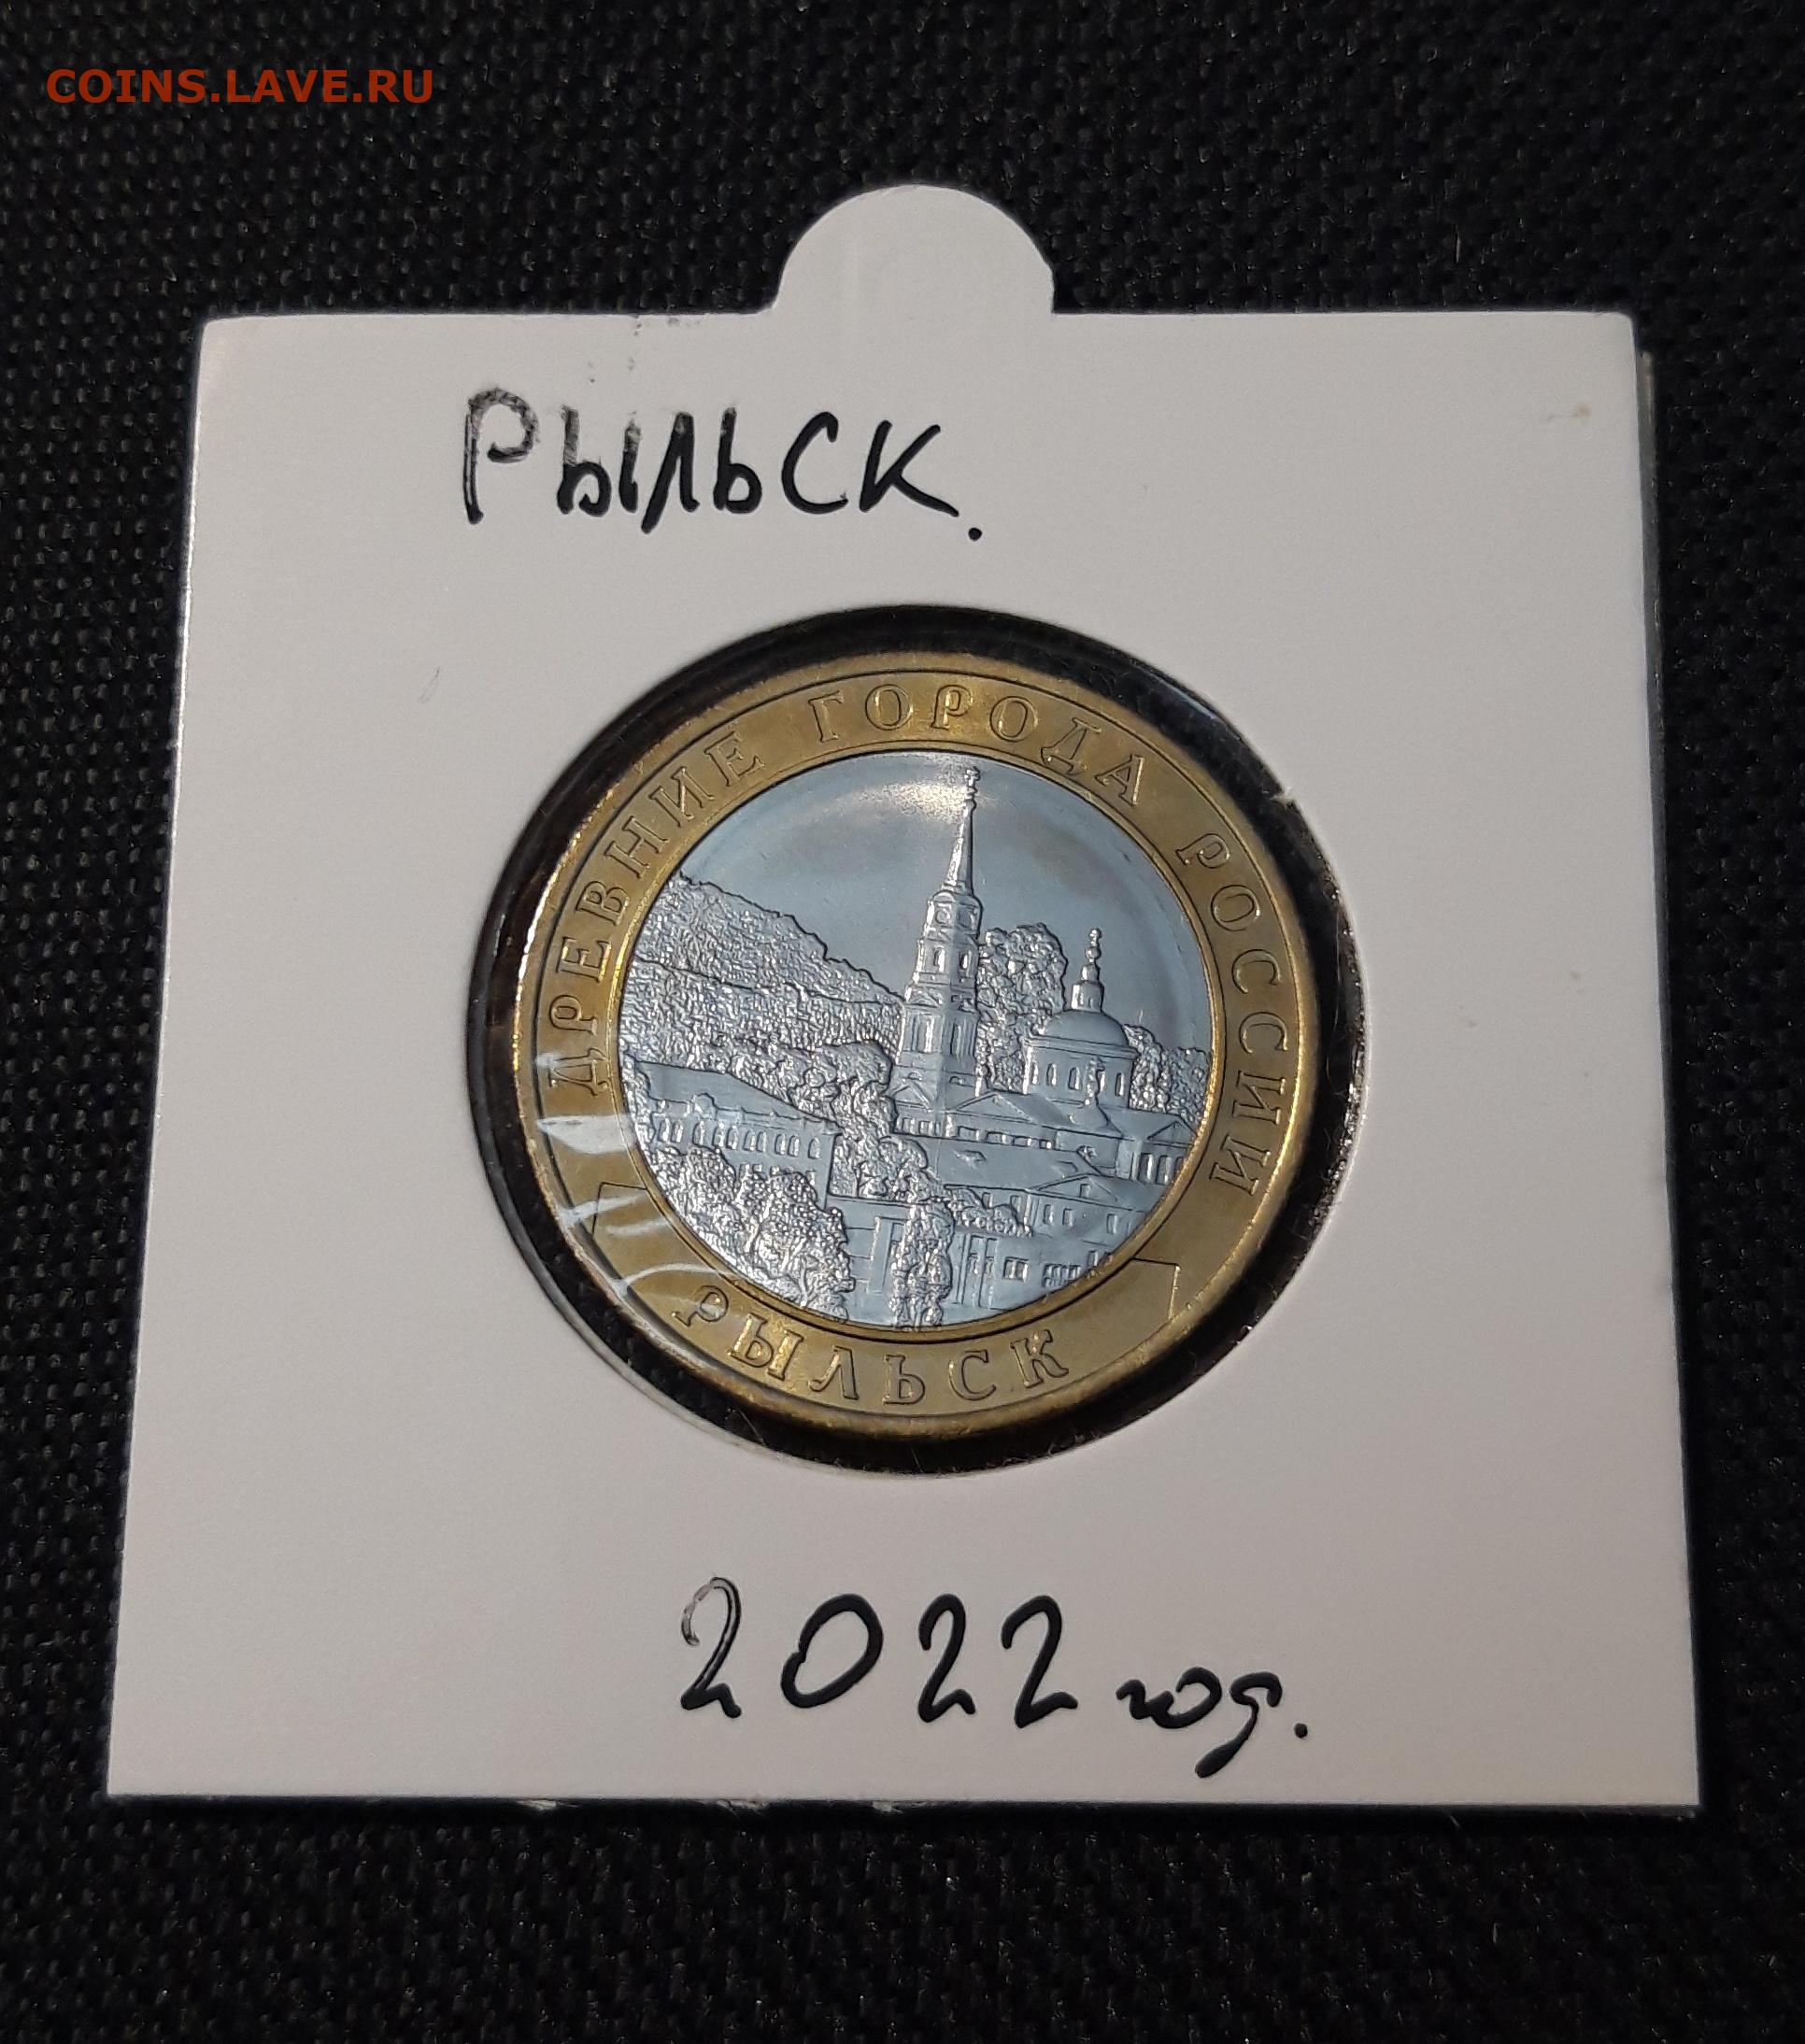 COINS.LAVE.RU
Рыльск.
ДРЕВНИЕ ГОРОДА РОССИИ
РЫЛЬСК
2022 год.